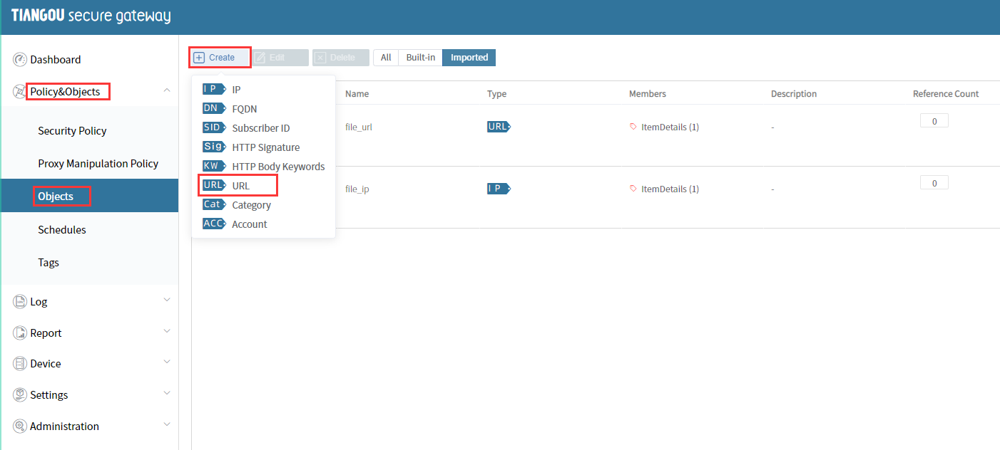 TIANGOU secure gateway
Dashboard
Policy&Objects
Security Policy
Proxy Manipulation Policy
Objects
Schedules
Tags
Log
Report
Device
Settings
Administration
Create Edit Delete All Built-in Imported
IP IP
DN FQDN
SID Subscriber ID
Sig HTTP Signature
KW HTTP Body Keywords
URL URL
Cat Category
ACC Account
Name Type Members Description Reference Count
file_url URL ItemDetails (1) - 0
file_ip IP ItemDetails (1) - 0